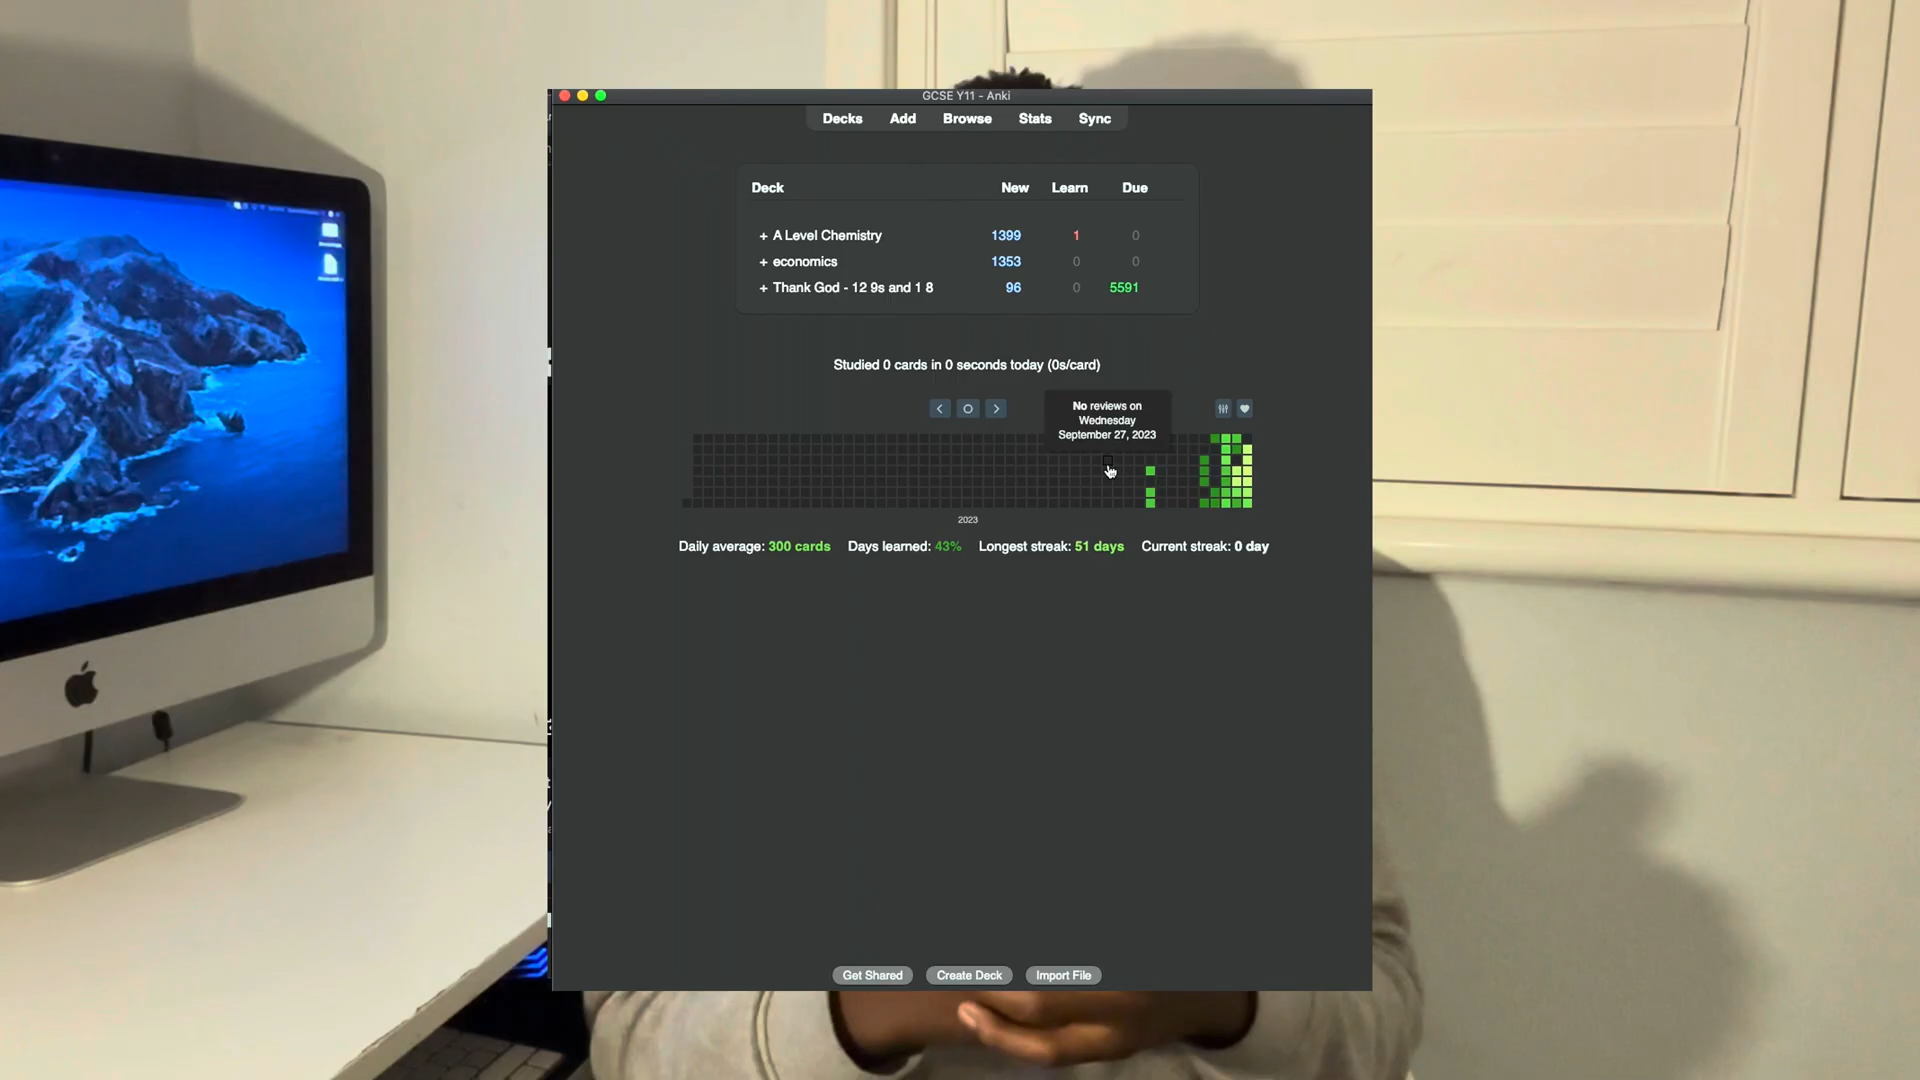 GCSE Y11 - Anki
Decks Add Browse Stats Sync
Deck New Learn Due
+ A Level Chemistry 1399 1 0
+ economics 1353 0 0
+ Thank God - 12 9s and 1 8 96 0 5591
Studied 0 cards in 0 seconds today (0s/card)
No reviews on
Wednesday
September 27, 2023
2023
Daily average: 300 cards Days learned: 43% Longest streak: 51 days Current streak: 0 day
Get Shared Create Deck Import File